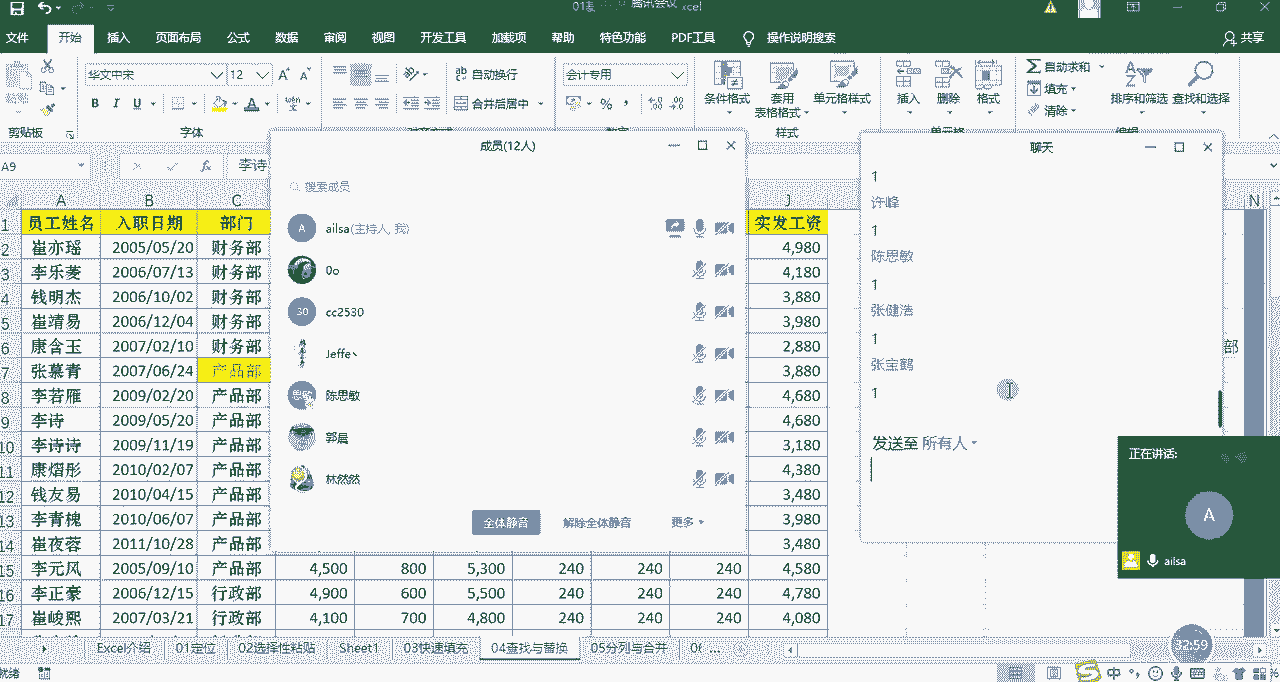 腾讯会议
文件 开始 插入 页面布局 公式 数据 审阅 视图 开发工具 加载项 帮助 特色功能 PDF工具 操作说明搜索 共享
华文中宋 12 自动换行 会计专用 自动求和
B I U 合并后居中 % 条件格式 套用 表格格式 单元格样式 插入 删除 格式 填充 清除 排序和筛选 查找和选择
剪贴板 字体 样式
A9 fx 李诗
A B C J N
1 员工姓名 入职日期 部门 实发工资
2 崔亦瑶 2005/05/20 财务部 4,980
3 李乐菱 2006/07/13 财务部 4,180
4 钱明杰 2006/10/02 财务部 3,880
5 崔靖易 2006/12/04 财务部 3,980
6 康含玉 2007/02/10 财务部 2,880 部
7 张慕青 2007/06/24 产品部 3,880
8 李若雁 2009/02/20 产品部 4,680
9 李诗 2009/05/20 产品部 4,680
10 李诗诗 2009/11/19 产品部 3,180
11 康熠彤 2010/02/07 产品部 4,380
12 钱友易 2010/04/15 产品部 3,480
13 李青槐 2010/06/07 产品部 3,980
14 崔夜蓉 2011/10/28 产品部 3,480
15 李元风 2005/09/10 产品部 4,500 800 5,300 240 240 240 4,580
16 李正豪 2006/12/15 行政部 4,900 600 5,500 240 240 240 4,780
17 崔峻熙 2007/03/21 行政部 4,100 700 4,800 240 240 240 4,080
成员(12人)
搜索成员
A ailsa(主持人, 我)
0o
30 cc2530
Jeffe丶
陈思敏
郭晨
林然然
全体静音 解除全体静音 更多
聊天
1
许峰
1
陈思敏
1
张健浩
1
张宝鹤
1
发送至 所有人
正在讲话:
A
ailsa
Excel介绍 01定位 02选择性粘贴 Sheet1 03快速填充 04查找与替换 05分列与合并 ...
32:59
就绪
中